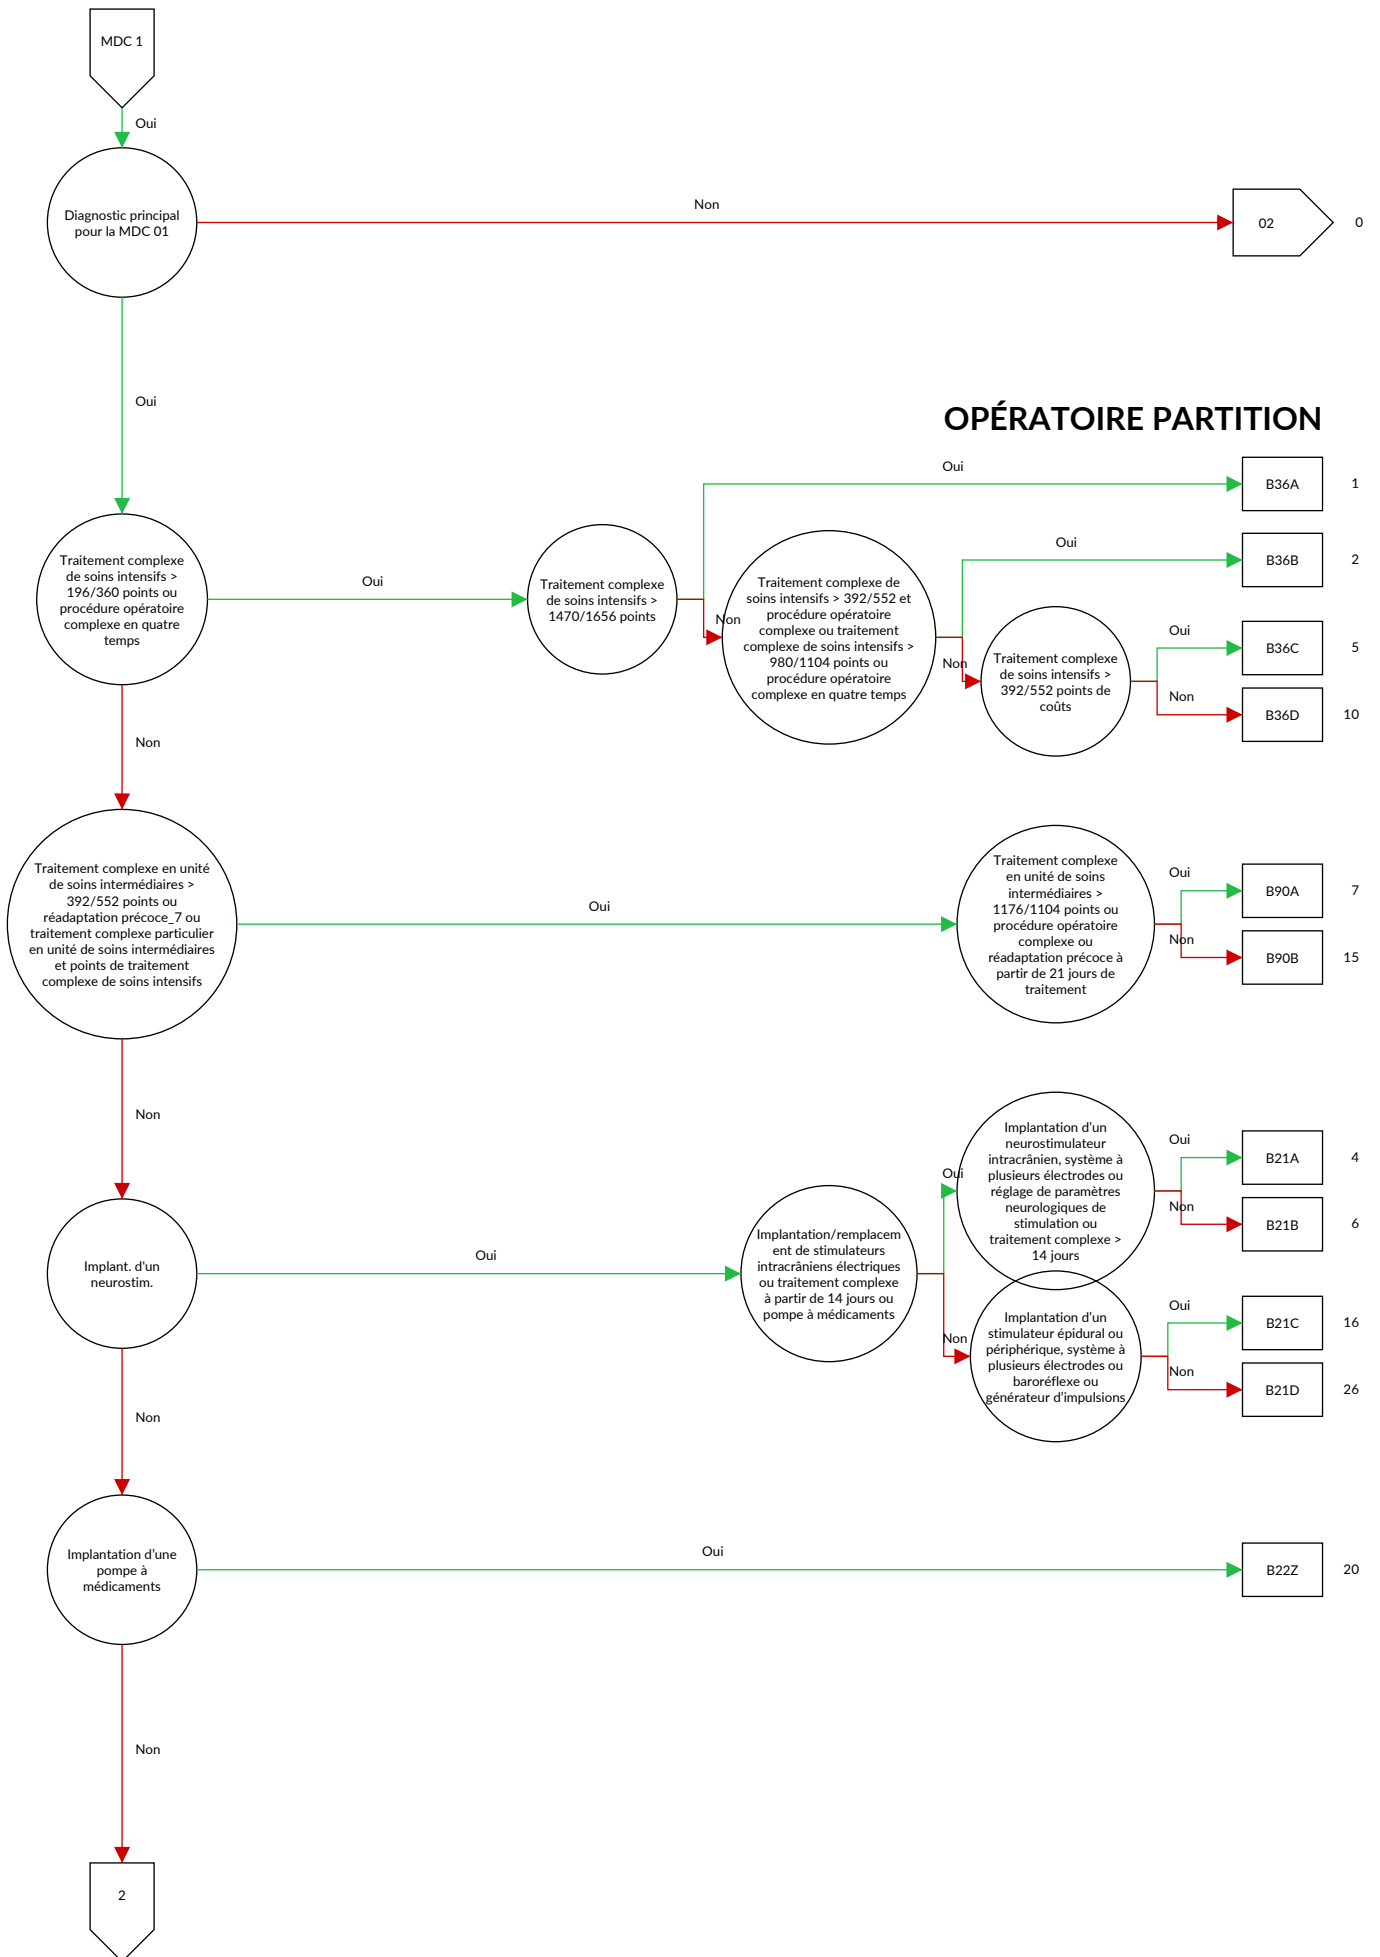 MDC 1
Oui
Diagnostic principal
pour la MDC 01
Non
02
0
Oui
OPÉRATOIRE PARTITION
Traitement complexe
de soins intensifs >
196/360 points ou
procédure opératoire
complexe en quatre
temps
Oui
Traitement complexe
de soins intensifs >
1470/1656 points
Oui
B36A
1
Non
Traitement complexe de
soins intensifs > 392/552 et
procédure opératoire
complexe ou traitement
complexe de soins intensifs >
980/1104 points ou
procédure opératoire
complexe en quatre temps
Oui
B36B
2
Non
Traitement complexe
de soins intensifs >
392/552 points de
coûts
Oui
B36C
5
Non
B36D
10
Non
Traitement complexe en unité
de soins intermédiaires >
392/552 points ou
réadaptation précoce_7 ou
traitement complexe particulier
en unité de soins intermédiaires
et points de traitement
complexe de soins intensifs
Oui
Traitement complexe
en unité de soins
intermédiaires >
1176/1104 points ou
procédure opératoire
complexe ou
réadaptation précoce à
partir de 21 jours de
traitement
Oui
B90A
7
Non
B90B
15
Non
Implant. d'un
neurostim.
Oui
Implantation/remplacem
ent de stimulateurs
intracrâniens électriques
ou traitement complexe
à partir de 14 jours ou
pompe à médicaments
Oui
Implantation d'un
neurostimulateur
intracrânien, système à
plusieurs électrodes ou
réglage de paramètres
neurologiques de
stimulation ou
traitement complexe >
14 jours
Oui
B21A
4
Non
B21B
6
Non
Implantation d'un
stimulateur épidural ou
périphérique, système à
plusieurs électrodes ou
baroréflexe ou
générateur d'impulsions
Oui
B21C
16
Non
B21D
26
Non
Implantation d'une
pompe à
médicaments
Oui
B22Z
20
Non
2